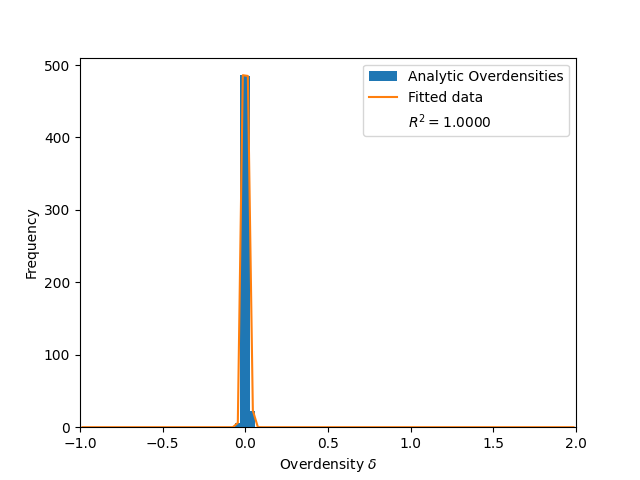 500
400
300
200
100
0
Frequency
Analytic Overdensities
Fitted data
R² = 1.0000
−1.0 −0.5 0.0 0.5 1.0 1.5 2.0
Overdensity δ